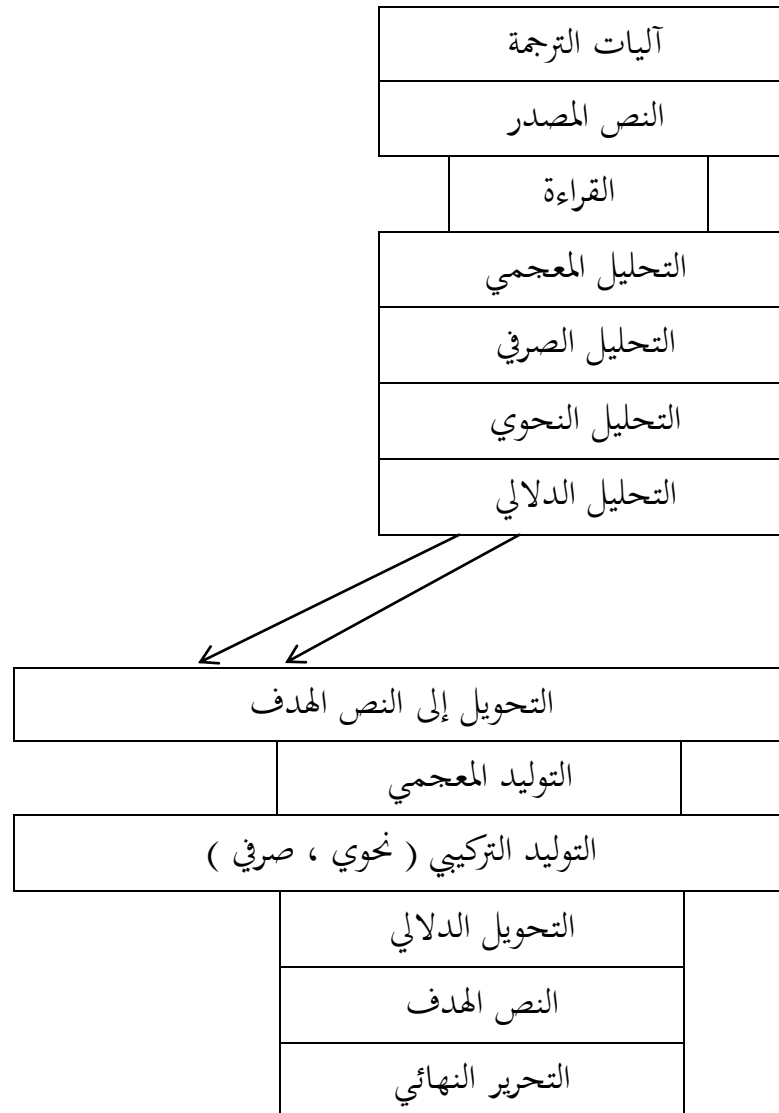 آليات الترجمة
النص المصدر
القراءة
التحليل المعجمي
التحليل الصرفي
التحليل النحوي
التحليل الدلالي
التحويل إلى النص الهدف
التوليد المعجمي
التوليد التركيبي ( نحوي ، صرفي )
التحويل الدلالي
النص الهدف
التحرير النهائي